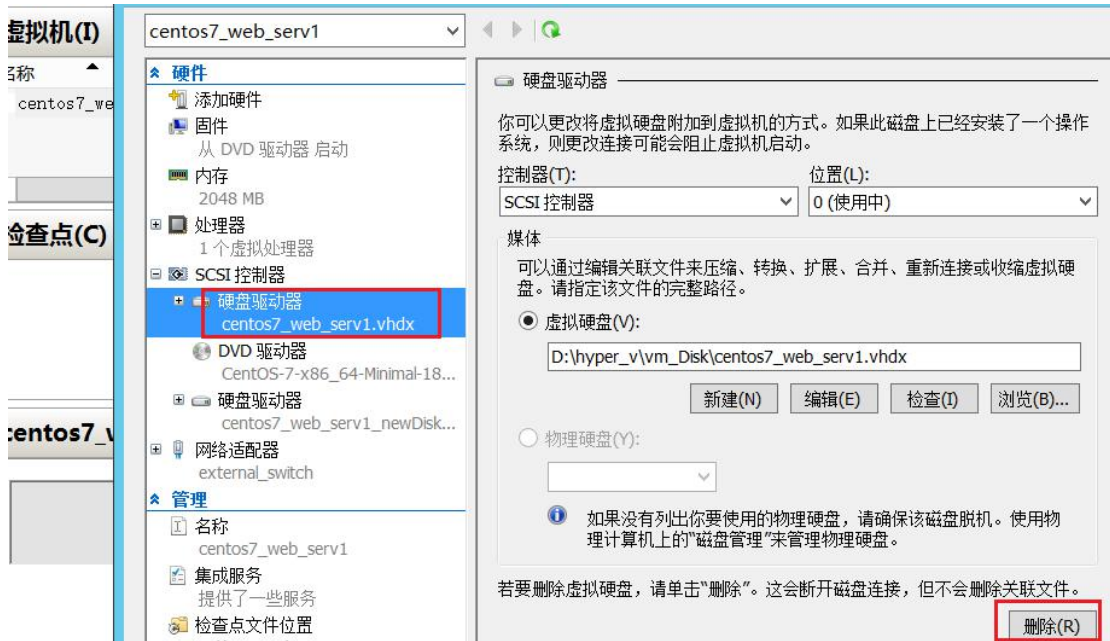 虚拟机(I)
名称
centos7_we
检查点(C)
centos7_v
centos7_web_serv1
硬件
添加硬件
固件
从 DVD 驱动器 启动
内存
2048 MB
处理器
1 个虚拟处理器
SCSI 控制器
硬盘驱动器
centos7_web_serv1.vhdx
DVD 驱动器
CentOS-7-x86_64-Minimal-18...
硬盘驱动器
centos7_web_serv1_newDisk...
网络适配器
external_switch
管理
名称
centos7_web_serv1
集成服务
提供了一些服务
检查点文件位置
硬盘驱动器
你可以更改将虚拟硬盘附加到虚拟机的方式。如果此磁盘上已经安装了一个操作
系统，则更改连接可能会阻止虚拟机启动。
控制器(T): 位置(L):
SCSI 控制器 0 (使用中)
媒体
可以通过编辑关联文件来压缩、转换、扩展、合并、重新连接或收缩虚拟硬
盘。请指定该文件的完整路径。
虚拟硬盘(V):
D:\hyper_v\vm_Disk\centos7_web_serv1.vhdx
新建(N) 编辑(E) 检查(I) 浏览(B)...
物理硬盘(Y):
如果没有列出你要使用的物理硬盘，请确保该磁盘脱机。使用物
理计算机上的"磁盘管理"来管理物理硬盘。
若要删除虚拟硬盘，请单击"删除"。这会断开磁盘连接，但不会删除关联文件。
删除(R)